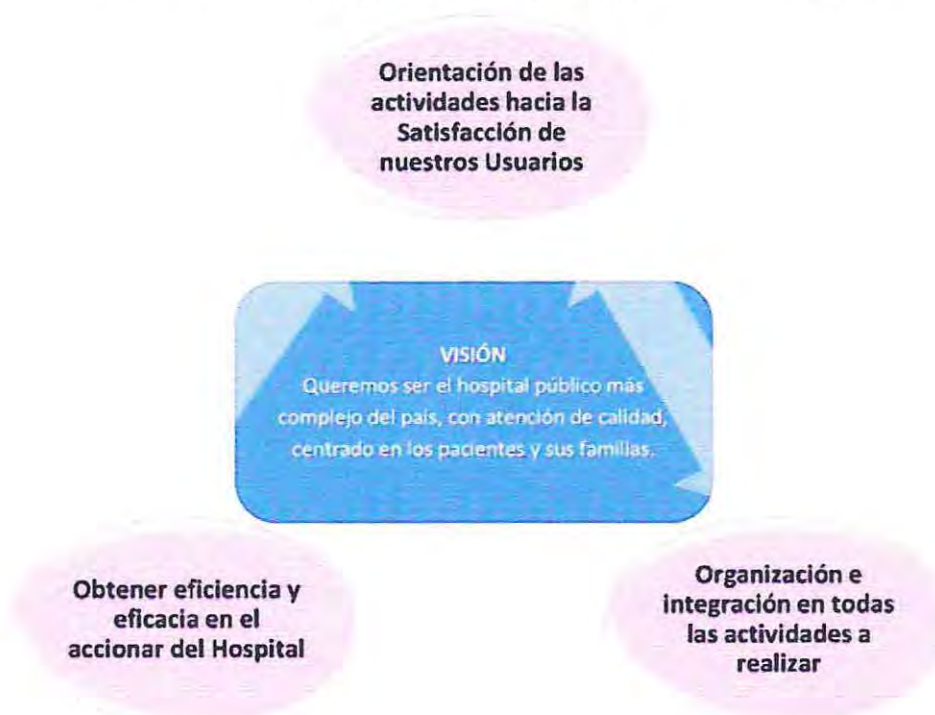 Orientación de las
actividades hacia la
Satisfacción de
nuestros Usuarios
VISIÓN
Queremos ser el hospital público más
complejo del país, con atención de calidad,
centrado en los pacientes y sus familias.
Obtener eficiencia y
eficacia en el
accionar del Hospital
Organización e
integración en todas
las actividades a
realizar